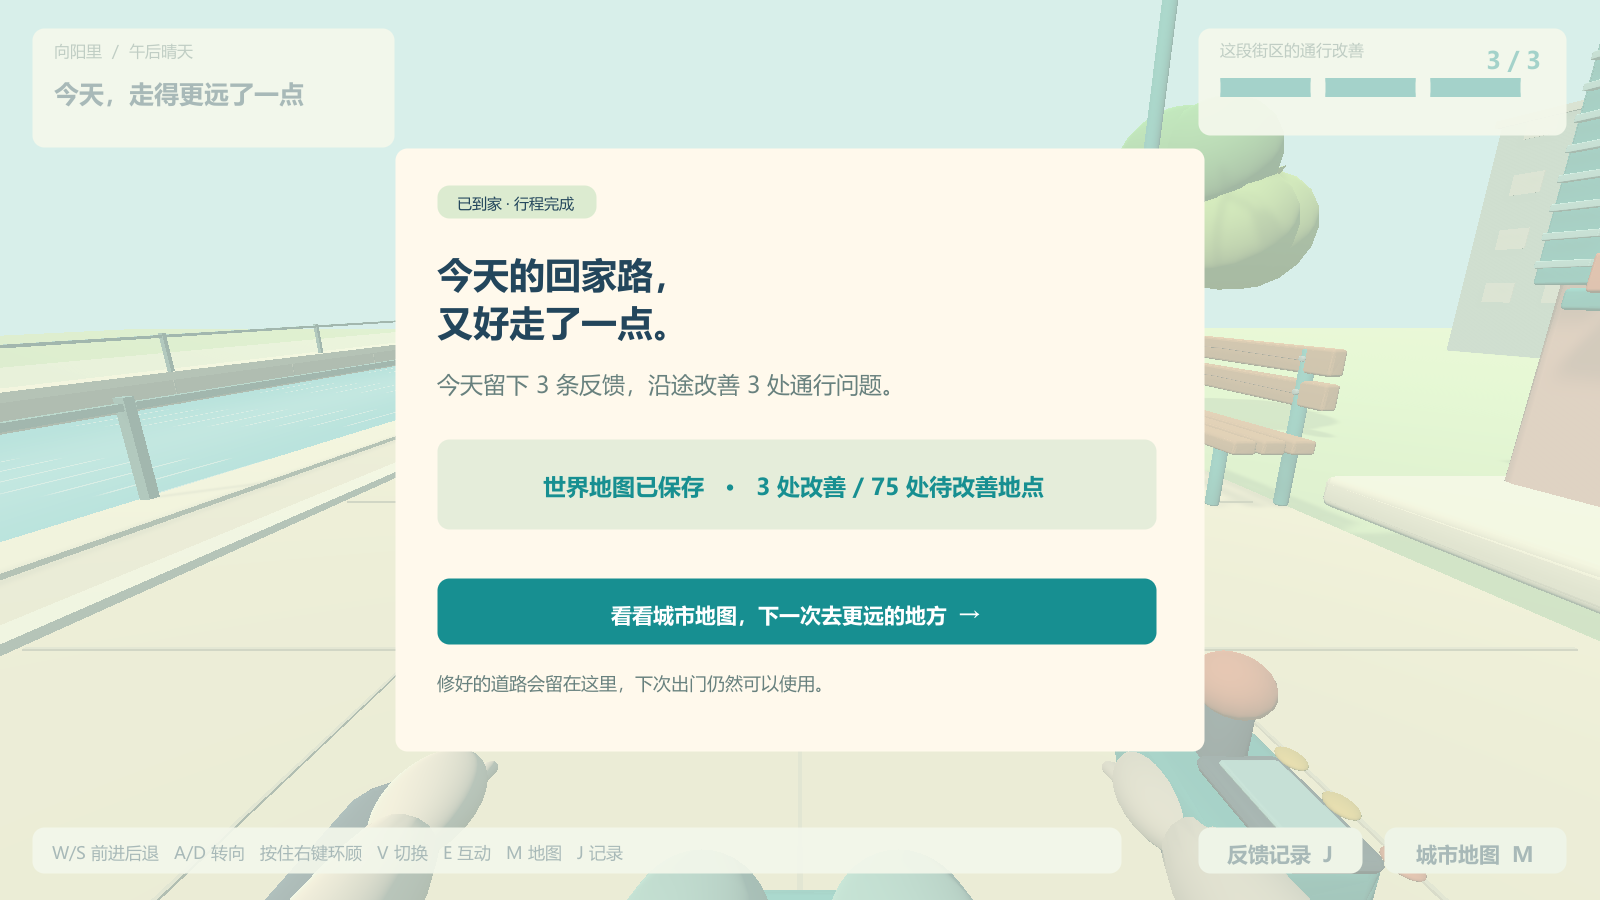 向阳里 / 午后晴天
今天，走得更远了一点
这段街区的通行改善
3 / 3
已到家 · 行程完成
今天的回家路，
又好走了一点。
今天留下 3 条反馈，沿途改善 3 处通行问题。
世界地图已保存 • 3 处改善 / 75 处待改善地点
看看城市地图，下一次去更远的地方 →
修好的道路会留在这里，下次出门仍然可以使用。
W/S 前进后退 A/D 转向 按住右键环顾 V 切换 E 互动 M 地图 J 记录
反馈记录 J
城市地图 M